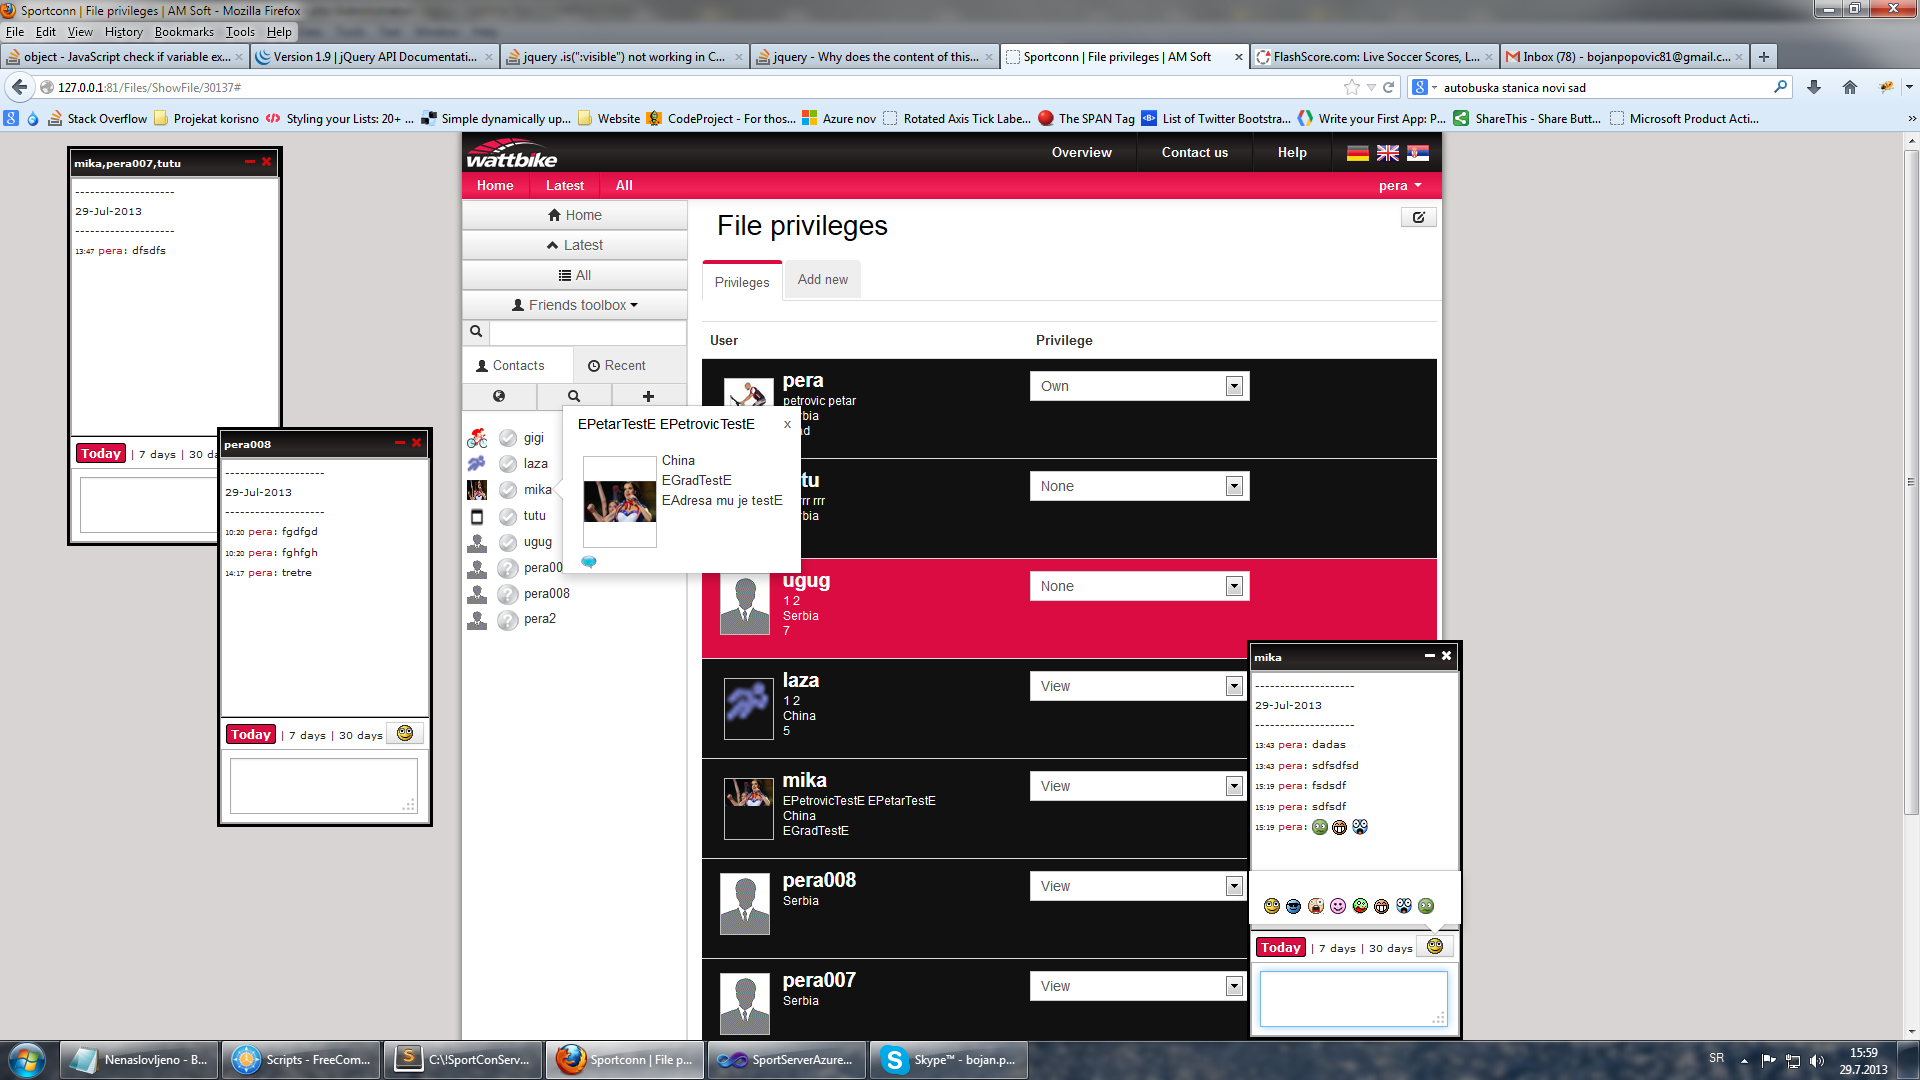 Sportconn | File privileges | AM Soft - Mozilla Firefox
File Edit View History Bookmarks Tools Help
object - JavaScript check if variable ex...
Version 1.9 | jQuery API Documentati...
jquery .is(":visible") not working in C...
jquery - Why does the content of this...
Sportconn | File privileges | AM Soft
FlashScore.com: Live Soccer Scores, L...
Inbox (78) - bojanpopovic81@gmail.c...
127.0.0.1:81/Files/ShowFile/30137#
autobuska stanica novi sad
Stack Overflow
Projekat korisno
Styling your Lists: 20+ ...
Simple dynamically up...
Website
CodeProject - For thos...
Azure nov
Rotated Axis Tick Labe...
The SPAN Tag
List of Twitter Bootstra...
Write your First App: P...
ShareThis - Share Butt...
Microsoft Product Acti...
mika,pera007,tutu
--------------------
29-Jul-2013
--------------------
13:47 pera: dfsdfs
Today | 7 days | 30 d
pera008
--------------------
29-Jul-2013
--------------------
10:20 pera: fgdfgd
10:20 pera: fghfgh
14:17 pera: tretre
Today | 7 days | 30 days
wattbike
Overview
Contact us
Help
Home
Latest
All
pera
Home
Latest
All
Friends toolbox
Contacts
Recent
gigi
laza
mika
tutu
ugug
pera00
pera008
pera2
EPetarTestE EPetrovicTestE
x
China
EGradTestE
EAdresa mu je testE
File privileges
Privileges
Add new
User
Privilege
pera
petrovic petar
rbia
d
Own
tu
rr rrr
rbia
None
ugug
1 2
Serbia
7
None
laza
1 2
China
5
View
mika
EPetrovicTestE EPetarTestE
China
EGradTestE
View
pera008
Serbia
View
pera007
Serbia
View
mika
--------------------
29-Jul-2013
--------------------
13:43 pera: dadas
13:43 pera: sdfsdfsd
15:19 pera: fsdsdf
15:19 pera: sdfsdf
15:19 pera:
Today | 7 days | 30 days
Nenaslovljeno - B...
Scripts - FreeCom...
C:\!SportConServ...
Sportconn | File p...
SportServerAzure...
Skype™ - bojan.p...
SR
15:59
29.7.2013